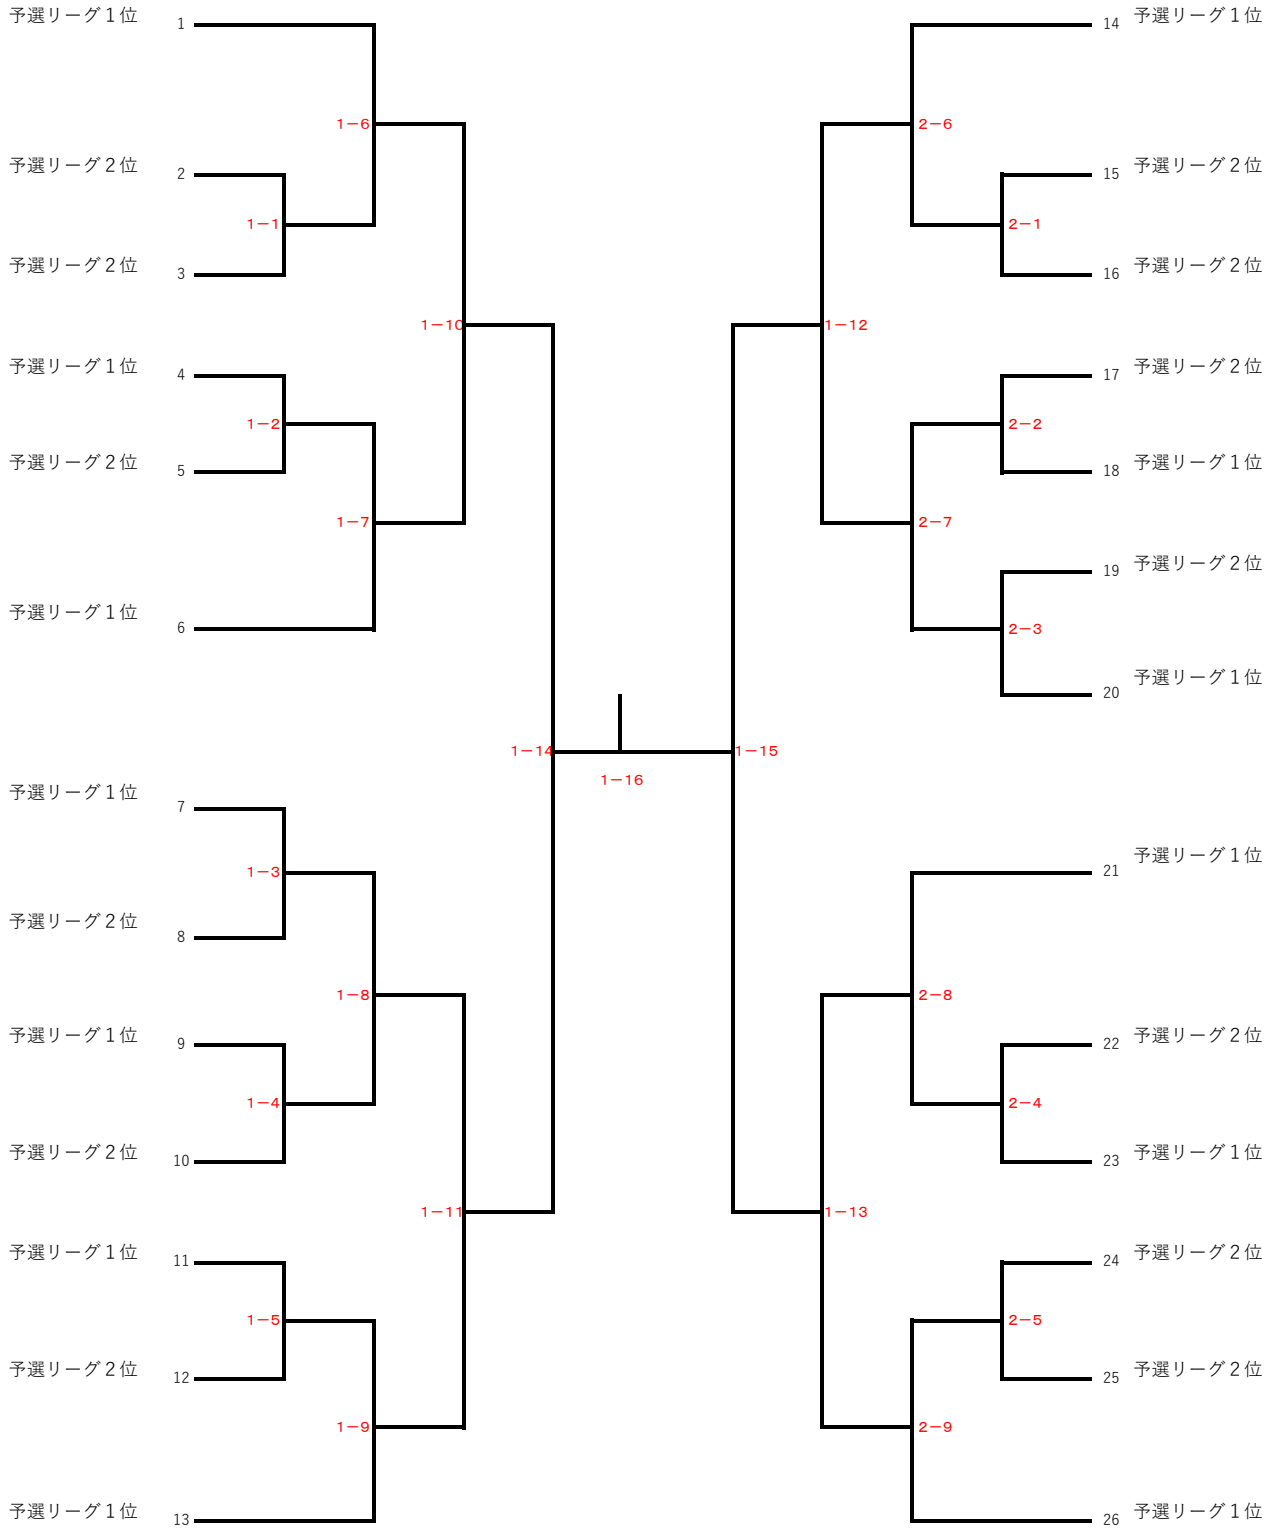 予選リーグ１位 1
1－6
予選リーグ２位 2
1－1
予選リーグ２位 3
1－10
予選リーグ１位 4
1－2
予選リーグ２位 5
1－7
予選リーグ１位 6
1－14
1－16
予選リーグ１位 7
1－3
予選リーグ２位 8
1－8
予選リーグ１位 9
1－4
予選リーグ２位 10
1－11
予選リーグ１位 11
1－5
予選リーグ２位 12
1－9
予選リーグ１位 13
14 予選リーグ１位
2－6
15 予選リーグ２位
2－1
16 予選リーグ２位
1－12
17 予選リーグ２位
2－2
18 予選リーグ１位
2－7
19 予選リーグ２位
2－3
20 予選リーグ１位
1－15
21 予選リーグ１位
2－8
22 予選リーグ２位
2－4
23 予選リーグ１位
1－13
24 予選リーグ２位
2－5
25 予選リーグ２位
2－9
26 予選リーグ１位